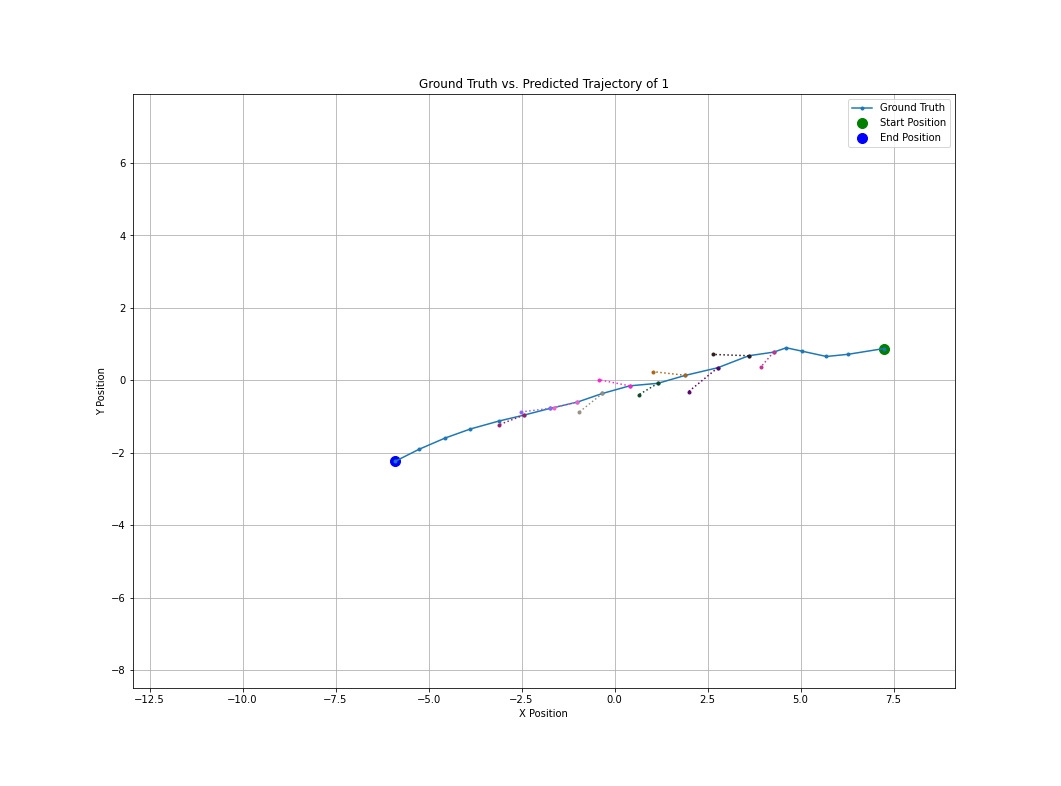 Ground Truth vs. Predicted Trajectory of 1
Ground Truth
Start Position
End Position
6
4
2
0
−2
−4
−6
−8
Y Position
−12.5 −10.0 −7.5 −5.0 −2.5 0.0 2.5 5.0 7.5
X Position